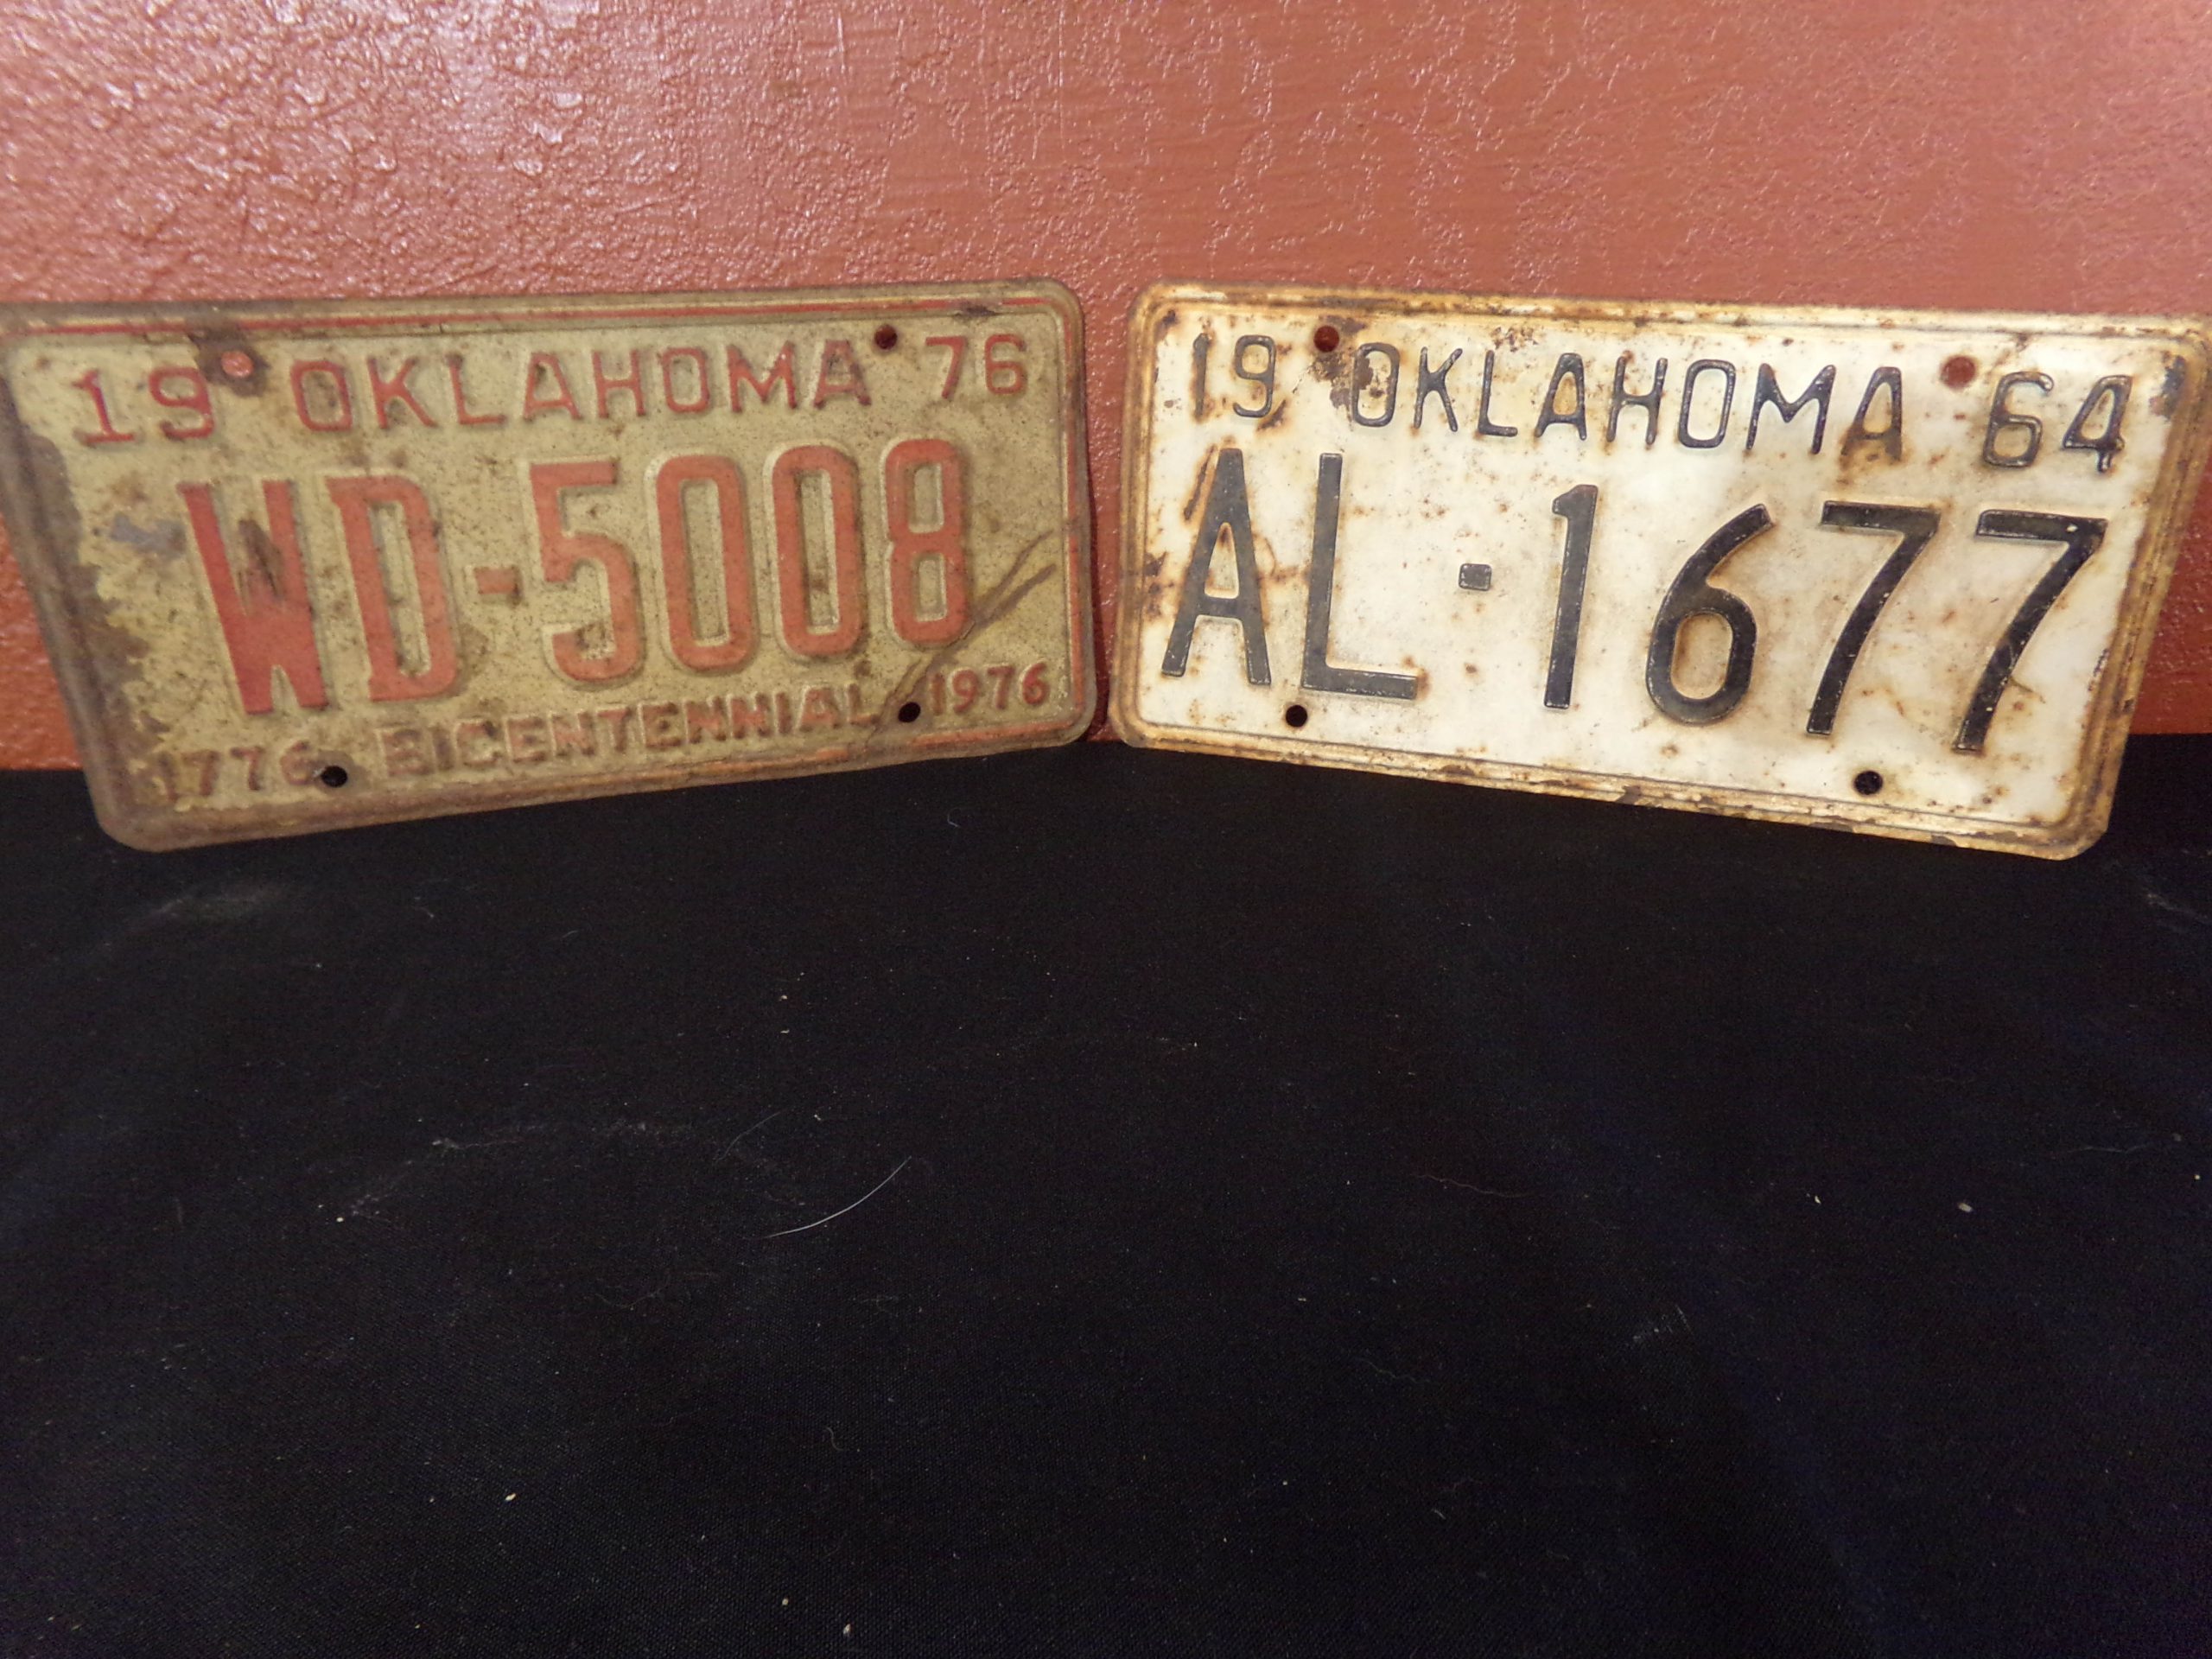 19 OKLAHOMA 76
WD-5008
1776 BICENTENNIAL 1976
19 OKLAHOMA 64
AL-1677